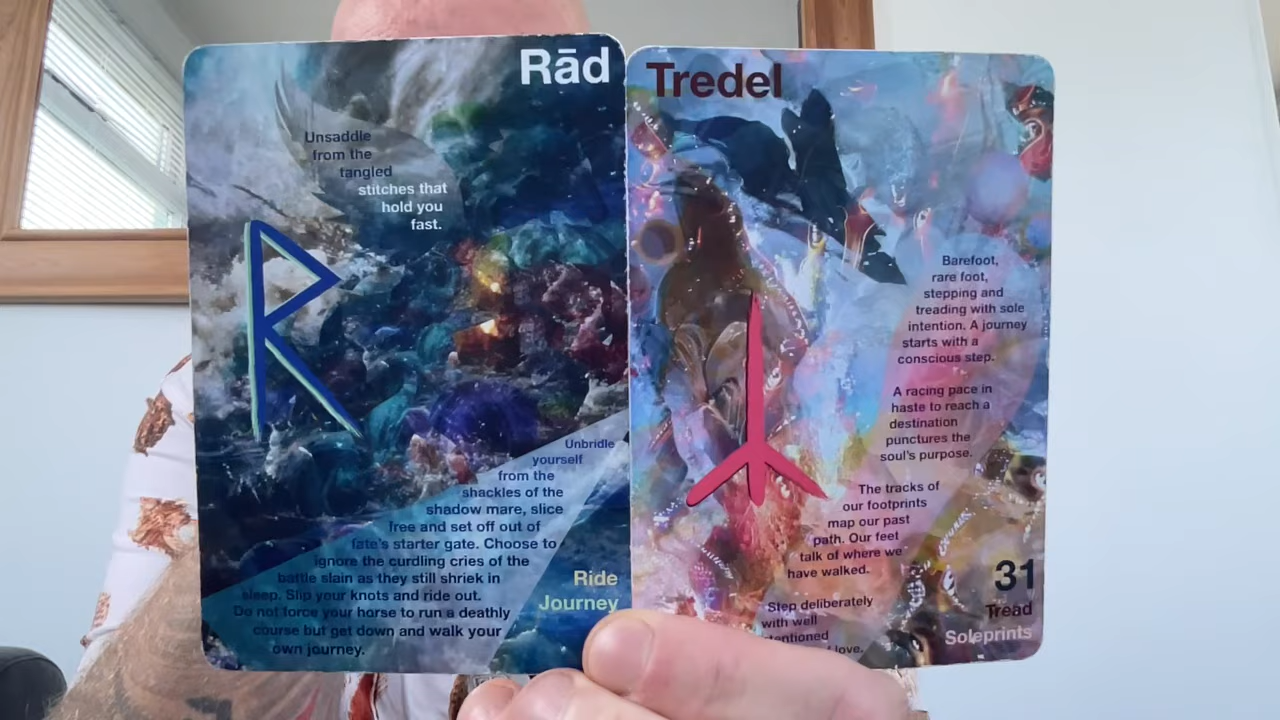 Rād
Unsaddle
from the
tangled
stitches that
hold you
fast.
Unbridle
yourself
from the
shackles of the
shadow mare, slice
free and set off out of
fate's starter gate. Choose to
ignore the curdling cries of the
battle slain as they still shriek in
sleep. Slip your knots and ride out.
Do not force your horse to run a deathly
course but get down and walk your
own journey.
Ride
Journey
Tredel
Barefoot,
rare foot,
stepping and
treading with sole
intention. A journey
starts with a
conscious step.
A racing pace in
haste to reach a
destination
punctures the
soul's purpose.
The tracks of
our footprints
map our past
path. Our feet
talk of where we
have walked.
Step deliberately
with well
love.
31
Tread
Soleprints